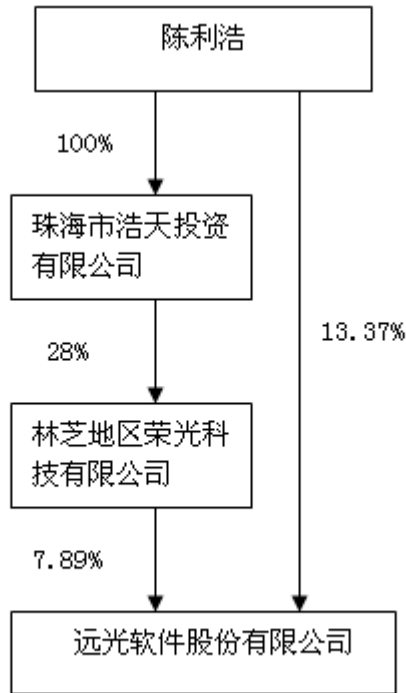 陈利浩
100%
珠海市浩天投资
有限公司
13.37%
28%
林芝地区荣光科
技有限公司
7.89%
远光软件股份有限公司